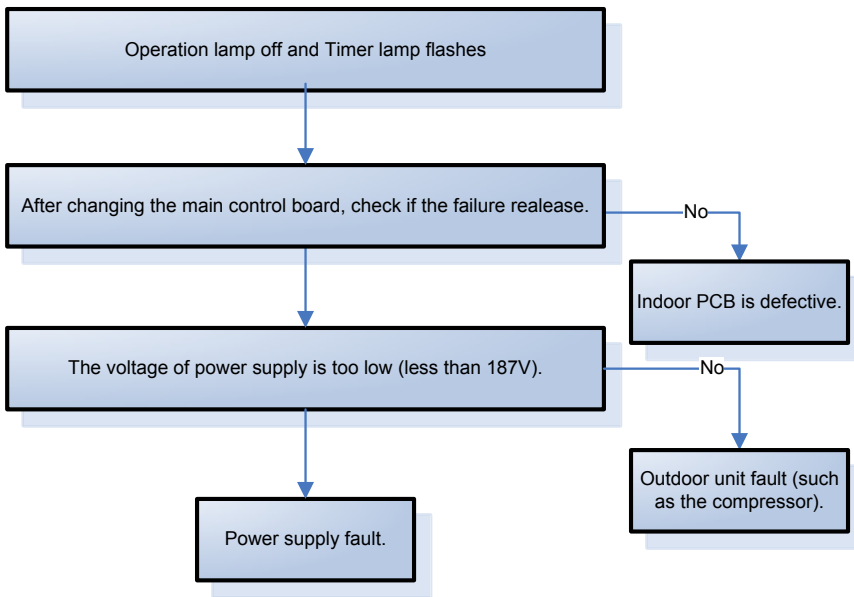 Operation lamp off and Timer lamp flashes
After changing the main control board, check if the failure realease.
No
Indoor PCB is defective.
The voltage of power supply is too low (less than 187V).
No
Outdoor unit fault (such
as the compressor).
Power supply fault.